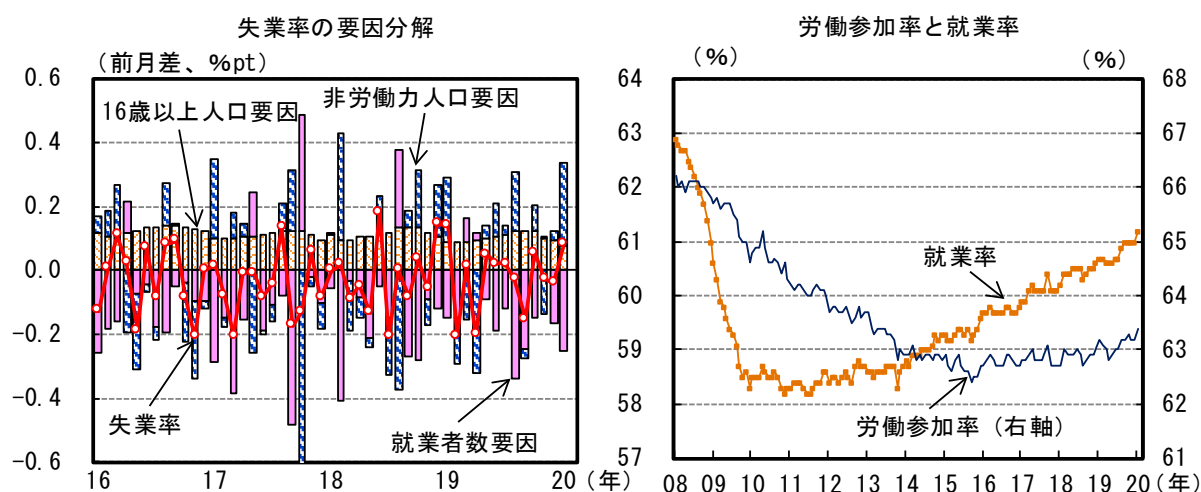 失業率の要因分解
(前月差、%pt)
0.6
0.4
0.2
0.0
-0.2
-0.4
-0.6
16歳以上人口要因
非労働力人口要因
失業率
就業者数要因
16 17 18 19 20 (年)
労働参加率と就業率
(%) (%)
64
63
62
61
60
59
58
57
68
67
66
65
64
63
62
61
就業率
労働参加率(右軸)
08 09 10 11 12 13 14 15 16 17 18 19 20 (年)